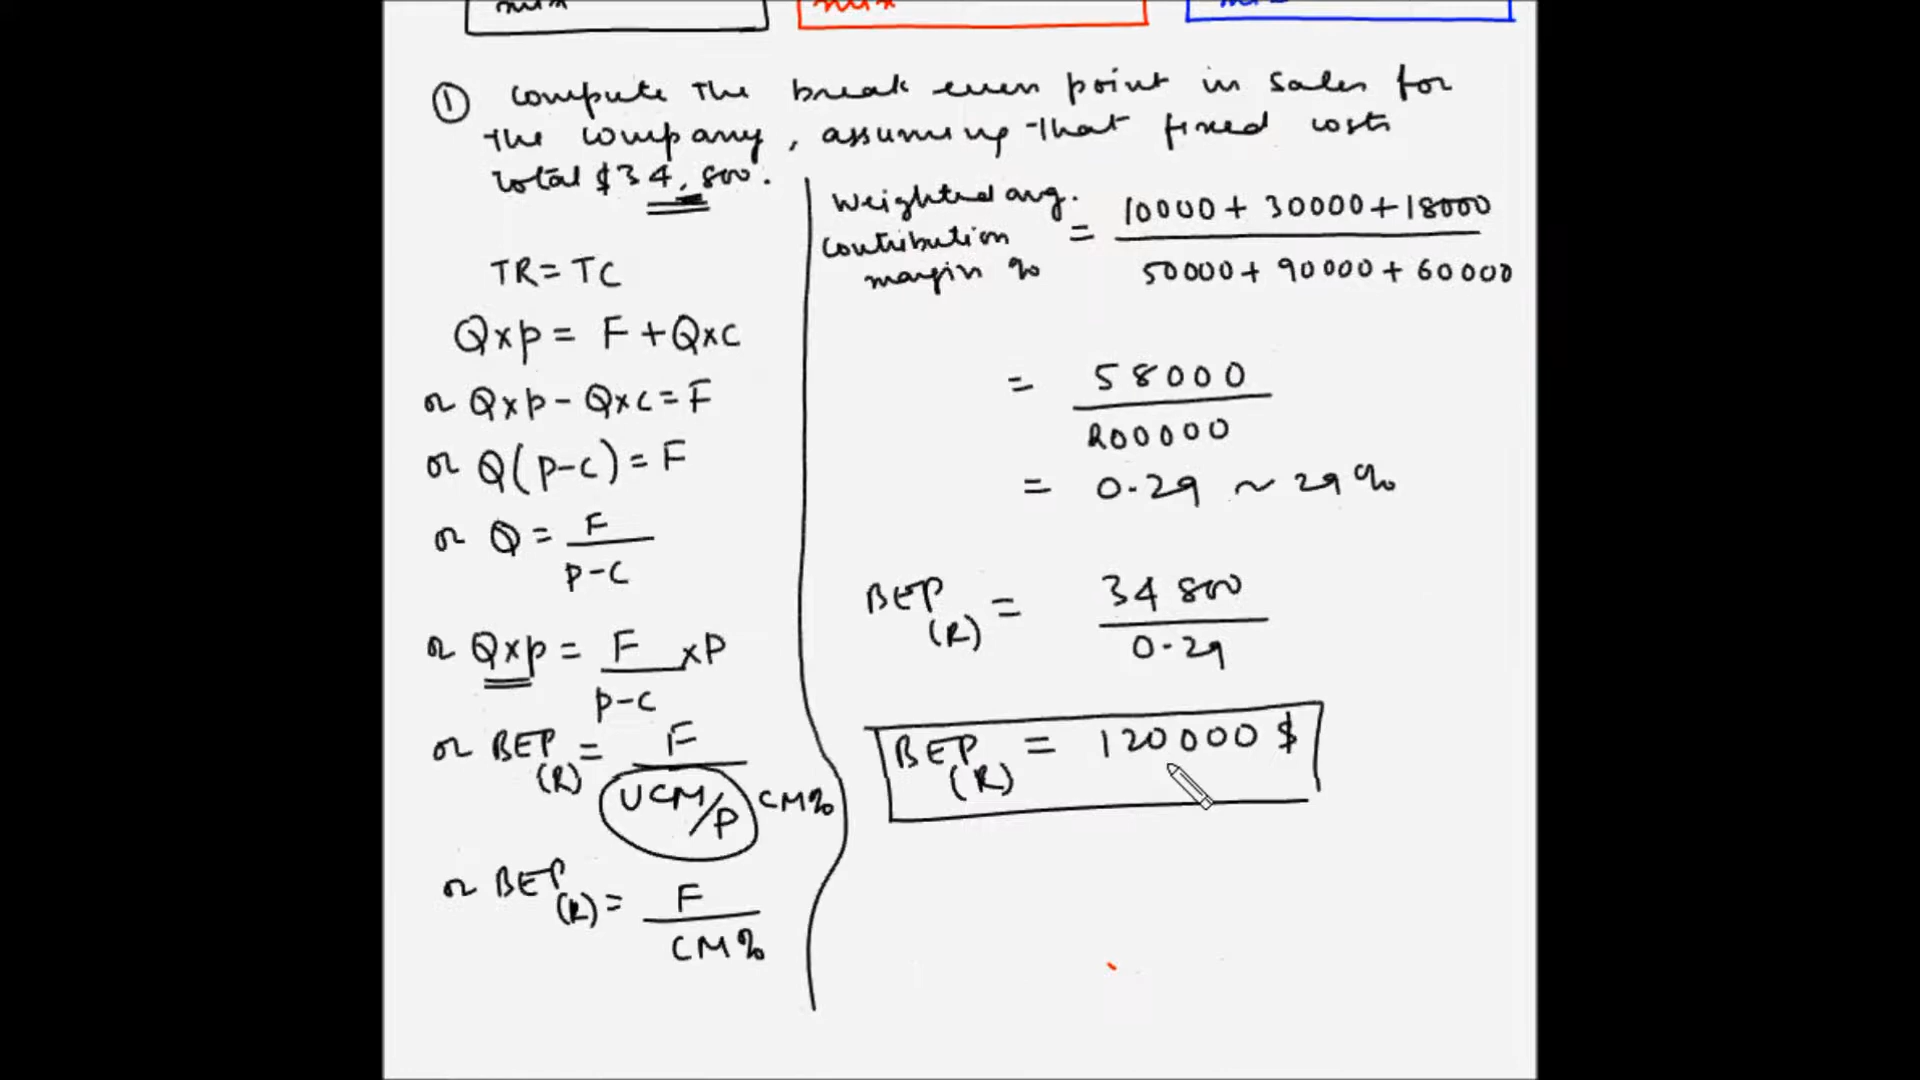 ① Compute the break even point in sales for
the company, assuming that fixed costs
total $34,800.
TR = TC
Q×p = F + Q×c
or Q×p - Q×c = F
or Q(p-c) = F
or Q = F / p-c
or Q×p = F / p-c × P
or BEP (R) = F / UCM/P CM%
or BEP (R) = F / CM%
Weighted avg.
contribution
margin % = 10000 + 30000 + 18000 / 50000 + 90000 + 60000
= 58000 / 200000
= 0.29 ~ 29%
BEP (R) = 34800 / 0.29
BEP (R) = 120000 $